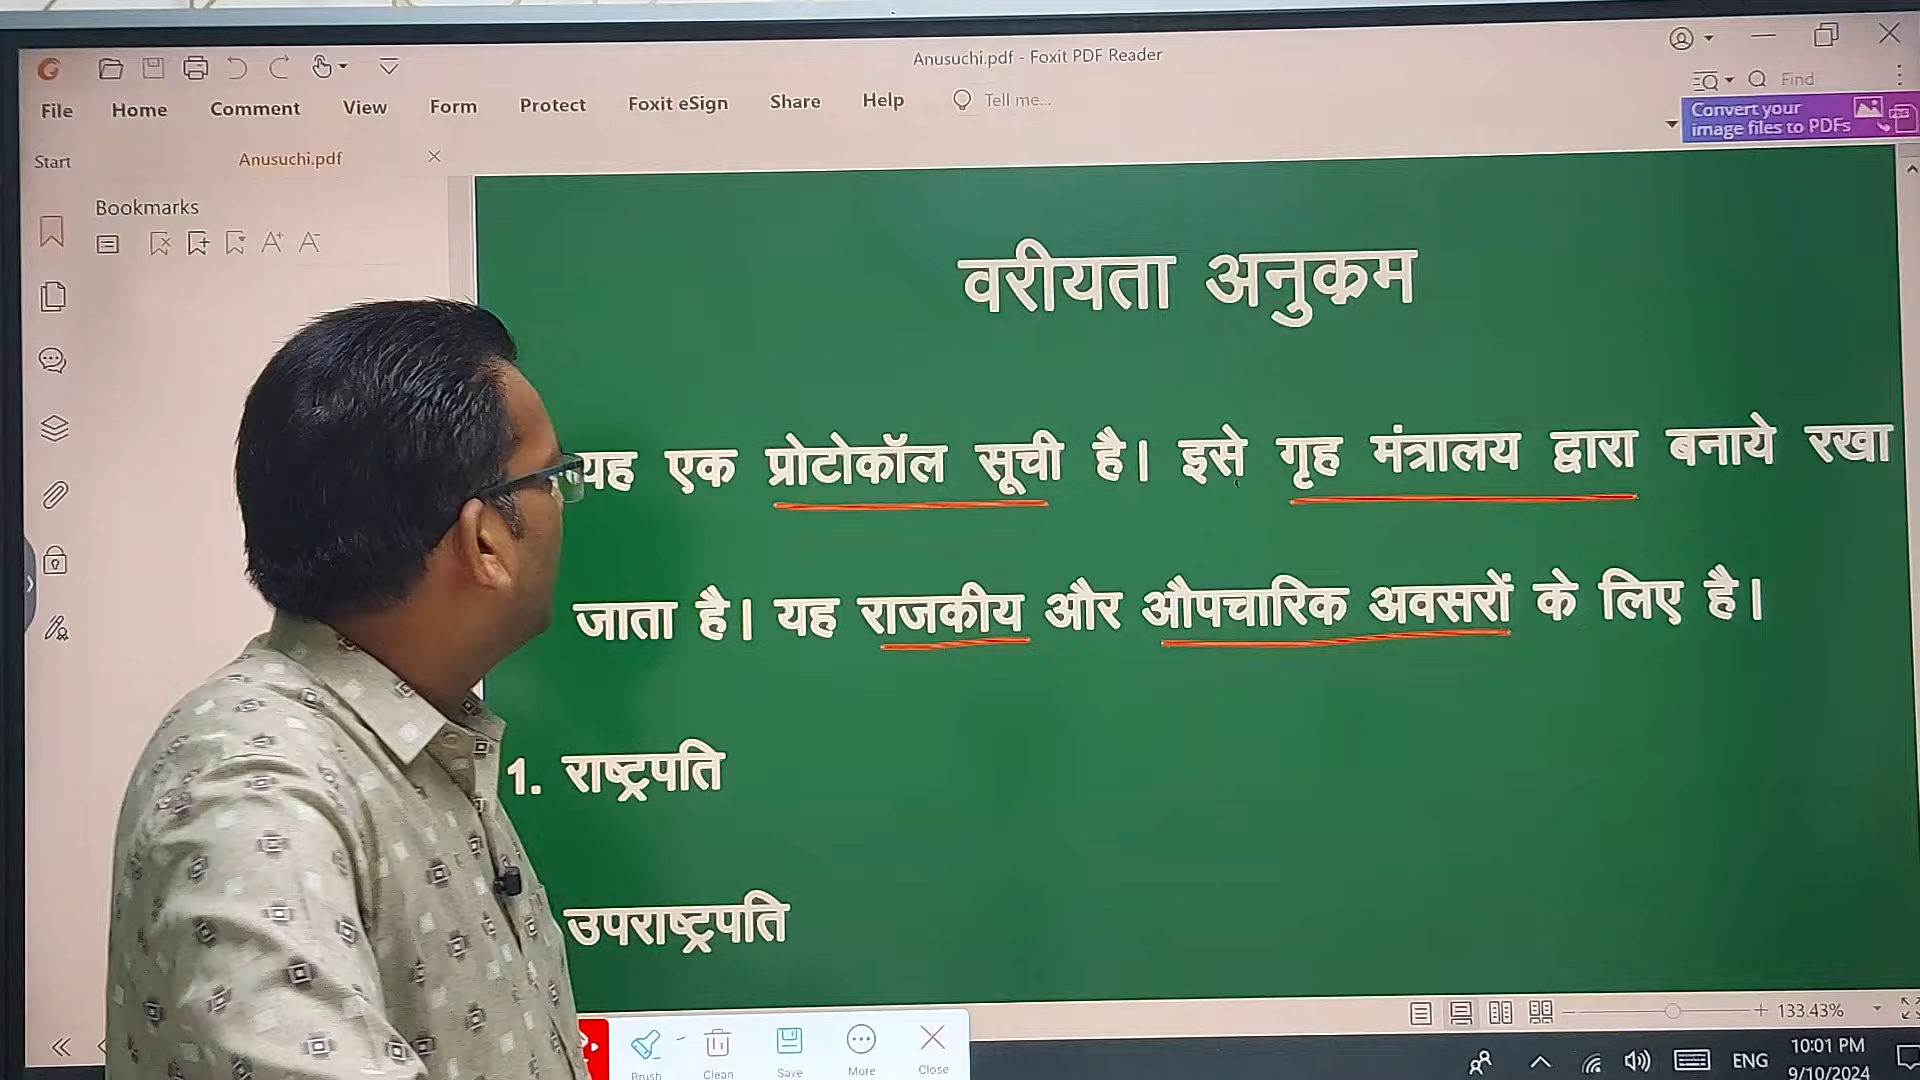 Anusuchi.pdf - Foxit PDF Reader
Find
File Home Comment View Form Protect Foxit eSign Share Help Tell me...
Convert your
image files to PDFs
Start Anusuchi.pdf
Bookmarks
वरीयता अनुक्रम
यह एक प्रोटोकॉल सूची है। इसे गृह मंत्रालय द्वारा बनाये रखा
जाता है। यह राजकीय और औपचारिक अवसरों के लिए है।
1. राष्ट्रपति
उपराष्ट्रपति
133.43%
Brush Clean Save More Close
ENG
10:01 PM
9/10/2024